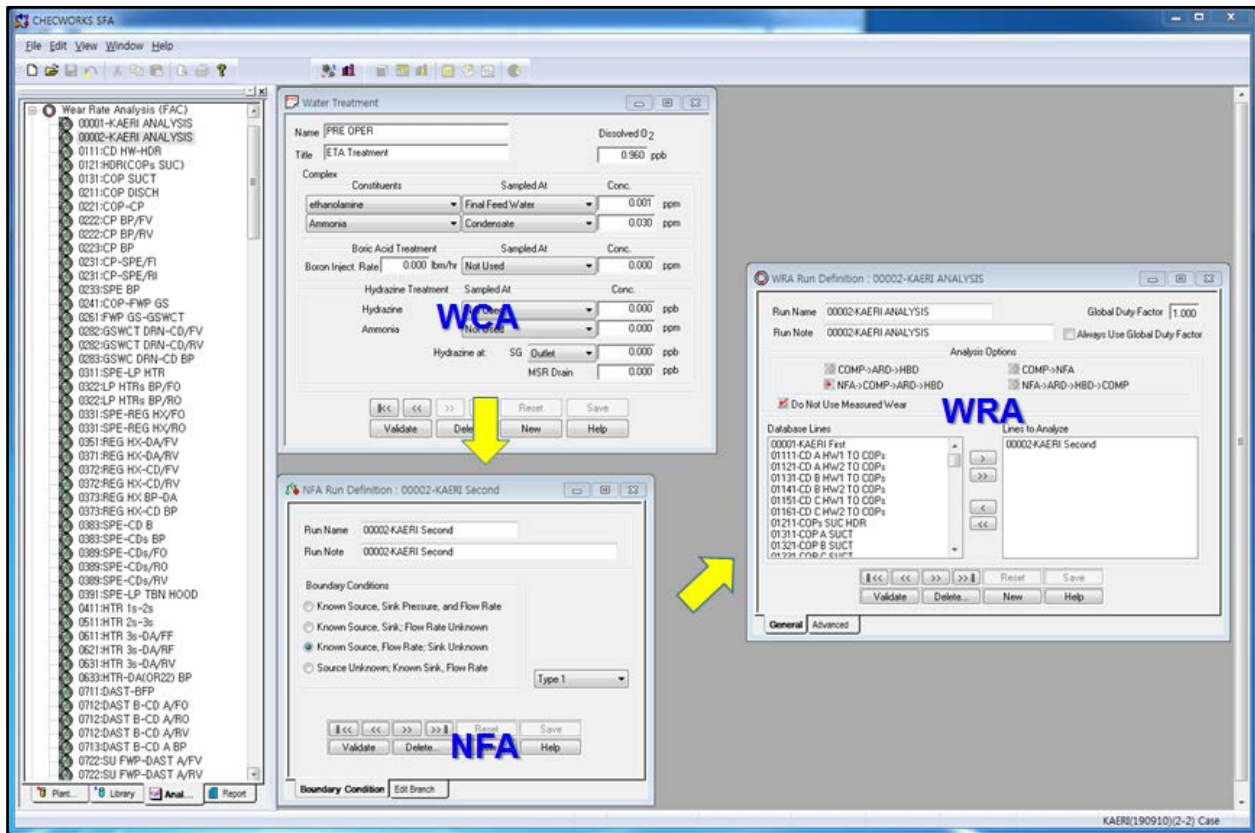 CHECWORKS SFA
File Edit View Window Help
Wear Rate Analysis (FAC)
00001-KAERI ANALYSIS
00002-KAERI ANALYSIS
0111:CD HW-HDR
0121:HDR(COPs SUC)
0131:COP SUCT
0211:COP DISCH
0221:COP-CP
0222:CP BP/FV
0222:CP BP/RV
0223:CP BP
0231:CP-SPE/FI
0231:CP-SPE/RI
0233:SPE BP
0241:COP-FWP GS
0261:FWP GS-GSWCT
0282:GSWCT DRN-CD/FV
0282:GSWCT DRN-CD/RV
0283:GSWC DRN-CD BP
0311:SPE-LP HTR
0322:LP HTRs BP/FO
0322:LP HTRs BP/RO
0331:SPE-REG HX/FO
0331:SPE-REG HX/RO
0351:REG HX-DA/FV
0371:REG HX-DA/RV
0372:REG HX-CD/FV
0372:REG HX-CD/RV
0373:REG HX BP-DA
0373:REG HX-CD BP
0383:SPE-CD B
0383:SPE-CDs BP
0389:SPE-CDs/FO
0389:SPE-CDs/RO
0389:SPE-CDs/RV
0391:SPE-LP TBN HOOD
0411:HTR 1s-2s
0511:HTR 2s-3s
0611:HTR 3s-DA/FF
0621:HTR 3s-DA/RF
0631:HTR 3s-DA/RV
0633:HTR-DA(OR22) BP
0711:DAST-BFP
0712:DAST B-CD A/FO
0712:DAST B-CD A/RO
0712:DAST B-CD A/RV
0713:DAST B-CD A BP
0722:SU FWP-DAST A/FV
0722:SU FWP-DAST A/RV
Plant... Library Anal... Report
Water Treatment
Name PRE OPER Dissolved O2
Title ETA Treatment 0.960 ppb
Complex
Constituents Sampled At Conc.
ethanolamine Final Feed Water 0.001 ppm
Ammonia Condensate 0.030 ppm
Boric Acid Treatment Sampled At Conc.
Boron Inject. Rate 0.000 lbm/hr Not Used 0.000 ppm
Hydrazine Treatment Sampled At Conc.
Hydrazine Not Used 0.000 ppb
WCA
Ammonia Not Used 0.000 ppm
Hydrazine at: SG Outlet 0.000 ppb
MSR Drain 0.000 ppb
|<< << >> Reset Save
Validate New Help
NFA Run Definition : 00002-KAERI Second
Run Name 00002-KAERI Second
Run Note 00002-KAERI Second
Boundary Conditions
Known Source, Sink Pressure, and Flow Rate
Known Source, Sink; Flow Rate Unknown
Known Source, Flow Rate; Sink Unknown
Source Unknown; Known Sink, Flow Rate
Type 1
|<< << >> >>| Reset Save
Validate Delete... Help
NFA
Boundary Condition Edit Branch
WRA Run Definition : 00002-KAERI ANALYSIS
Run Name 00002-KAERI ANALYSIS Global Duty Factor 1.000
Run Note 00002-KAERI ANALYSIS Always Use Global Duty Factor
Analysis Options
COMP->ARD->HBD COMP->NFA
NFA->COMP->ARD->HBD NFA->ARD->HBD->COMP
Do Not Use Measured Wear
WRA
Database Lines Lines to Analyze
00001-KAERI First 00002-KAERI Second
01111-CD A HW1 TO COPs
01121-CD A HW2 TO COPs
01131-CD B HW1 TO COPs
01141-CD B HW2 TO COPs
01151-CD C HW1 TO COPs
01161-CD C HW2 TO COPs
01211-COPs SUC HDR
01311-COP A SUCT
01321-COP B SUCT
01331-COP C SUCT
> >> < <<
|<< << >> >>| Reset Save
Validate Delete... New Help
General Advanced
KAERI(190910)(2-2) Case